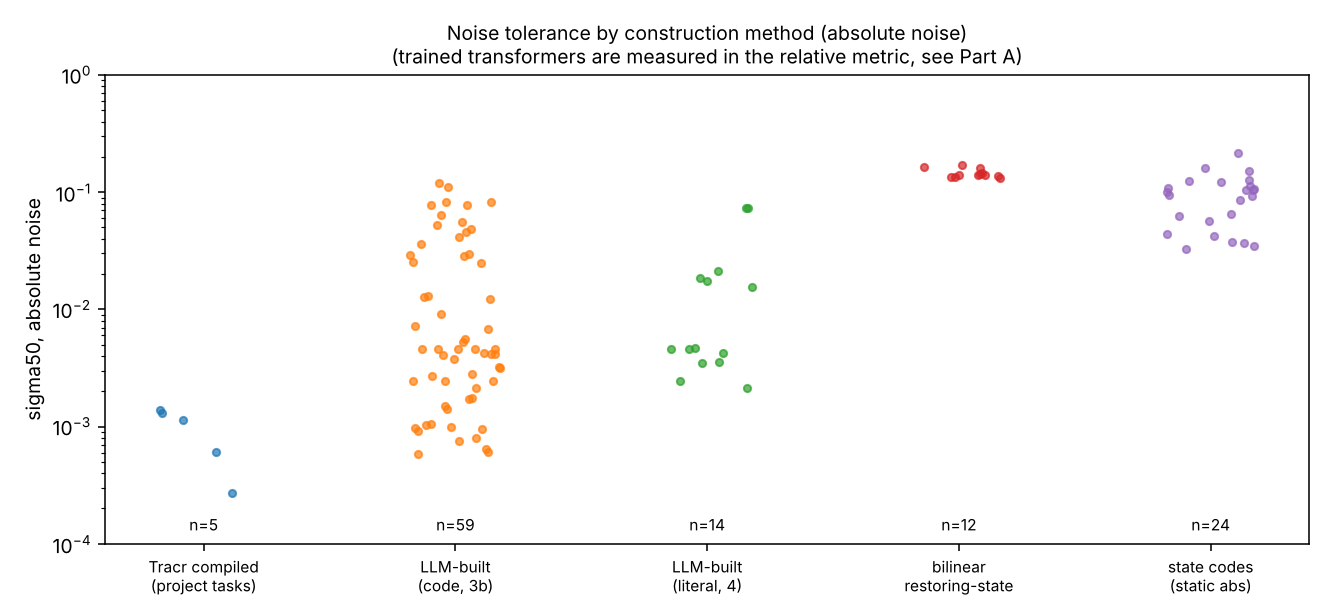 Noise tolerance by construction method (absolute noise)
(trained transformers are measured in the relative metric, see Part A)
sigma50, absolute noise
10⁰
10⁻¹
10⁻²
10⁻³
10⁻⁴
n=5
n=59
n=14
n=12
n=24
Tracr compiled
(project tasks)
LLM-built
(code, 3b)
LLM-built
(literal, 4)
bilinear
restoring-state
state codes
(static abs)